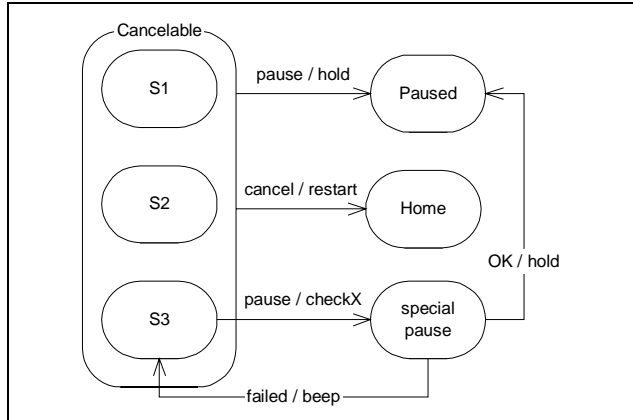 Cancelable
S1
pause / hold
Paused
S2
cancel / restart
Home
OK / hold
S3
pause / checkX
special
pause
failed / beep